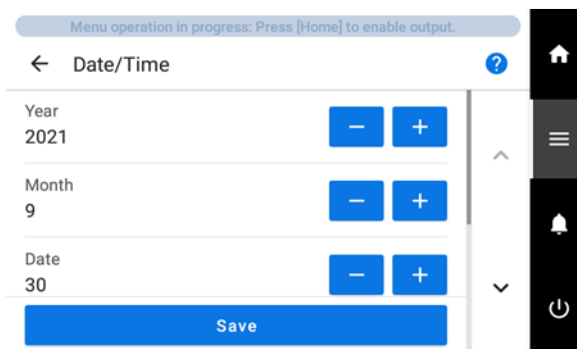 Menu operation in progress: Press [Home] to enable output.
Date/Time
?
Year
2021
Month
9
Date
30
Save